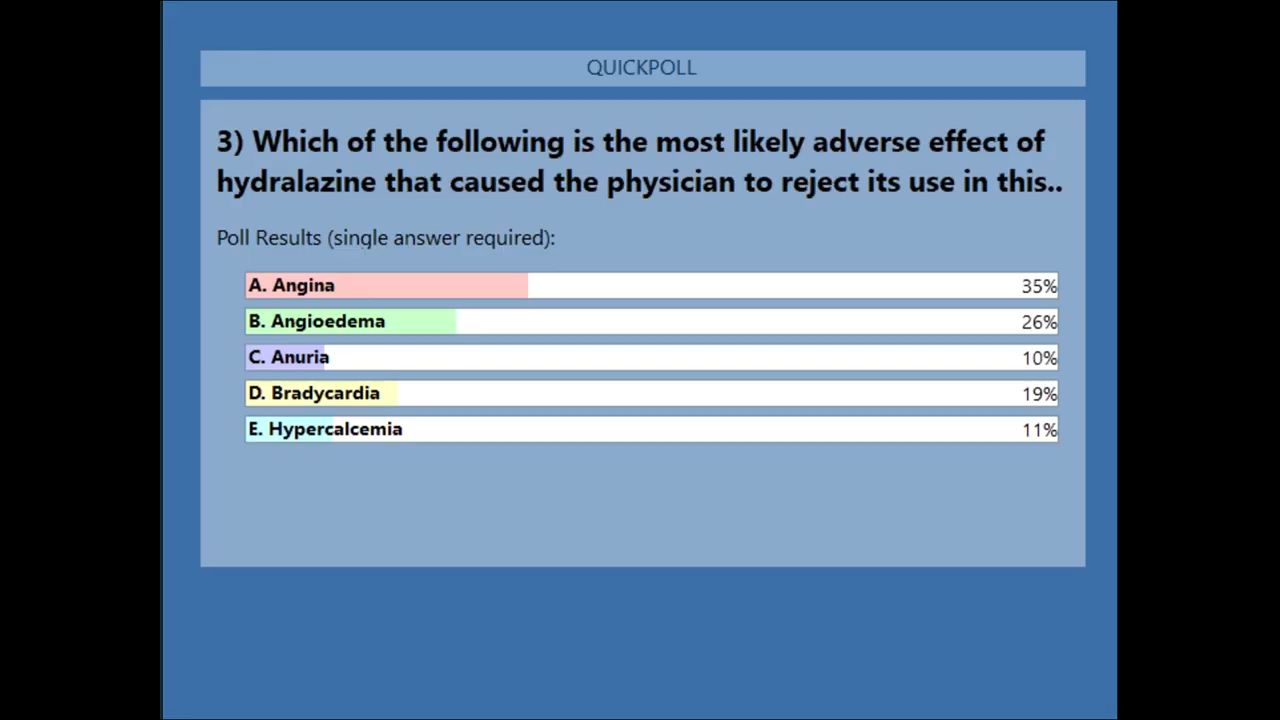 QUICKPOLL
3) Which of the following is the most likely adverse effect of
hydralazine that caused the physician to reject its use in this..
Poll Results (single answer required):
A. Angina 35%
B. Angioedema 26%
C. Anuria 10%
D. Bradycardia 19%
E. Hypercalcemia 11%